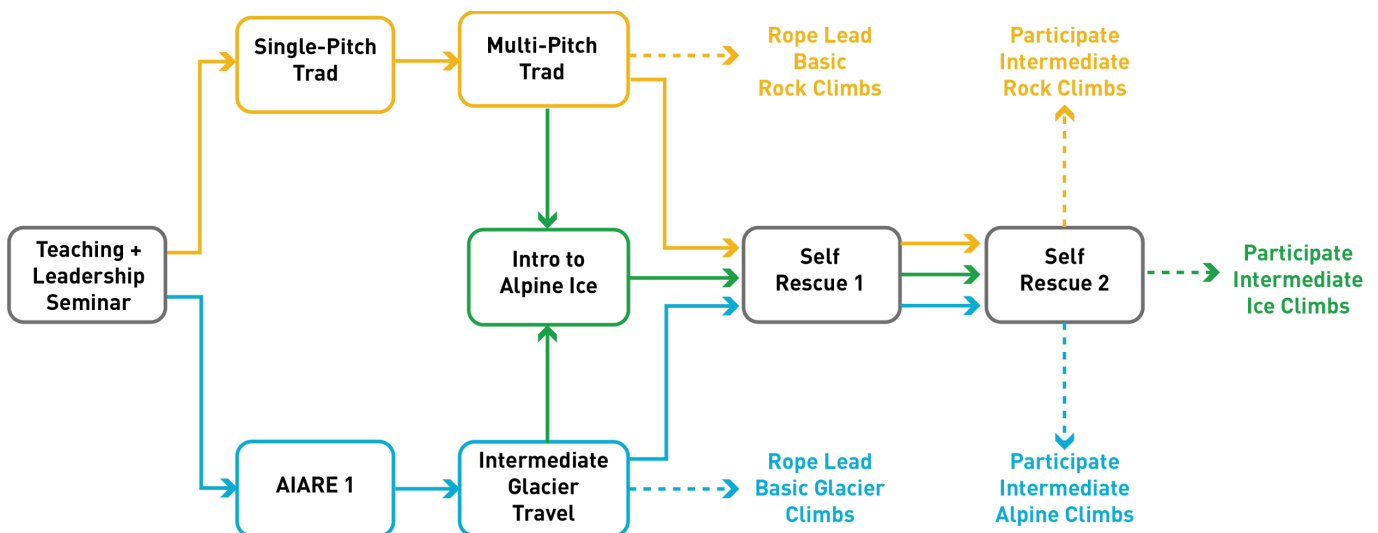 Single-Pitch
Trad
Multi-Pitch
Trad
Rope Lead
Basic
Rock Climbs
Participate
Intermediate
Rock Climbs
Teaching +
Leadership
Seminar
Intro to
Alpine Ice
Self
Rescue 1
Self
Rescue 2
Participate
Intermediate
Ice Climbs
AIARE 1
Intermediate
Glacier
Travel
Rope Lead
Basic Glacier
Climbs
Participate
Intermediate
Alpine Climbs